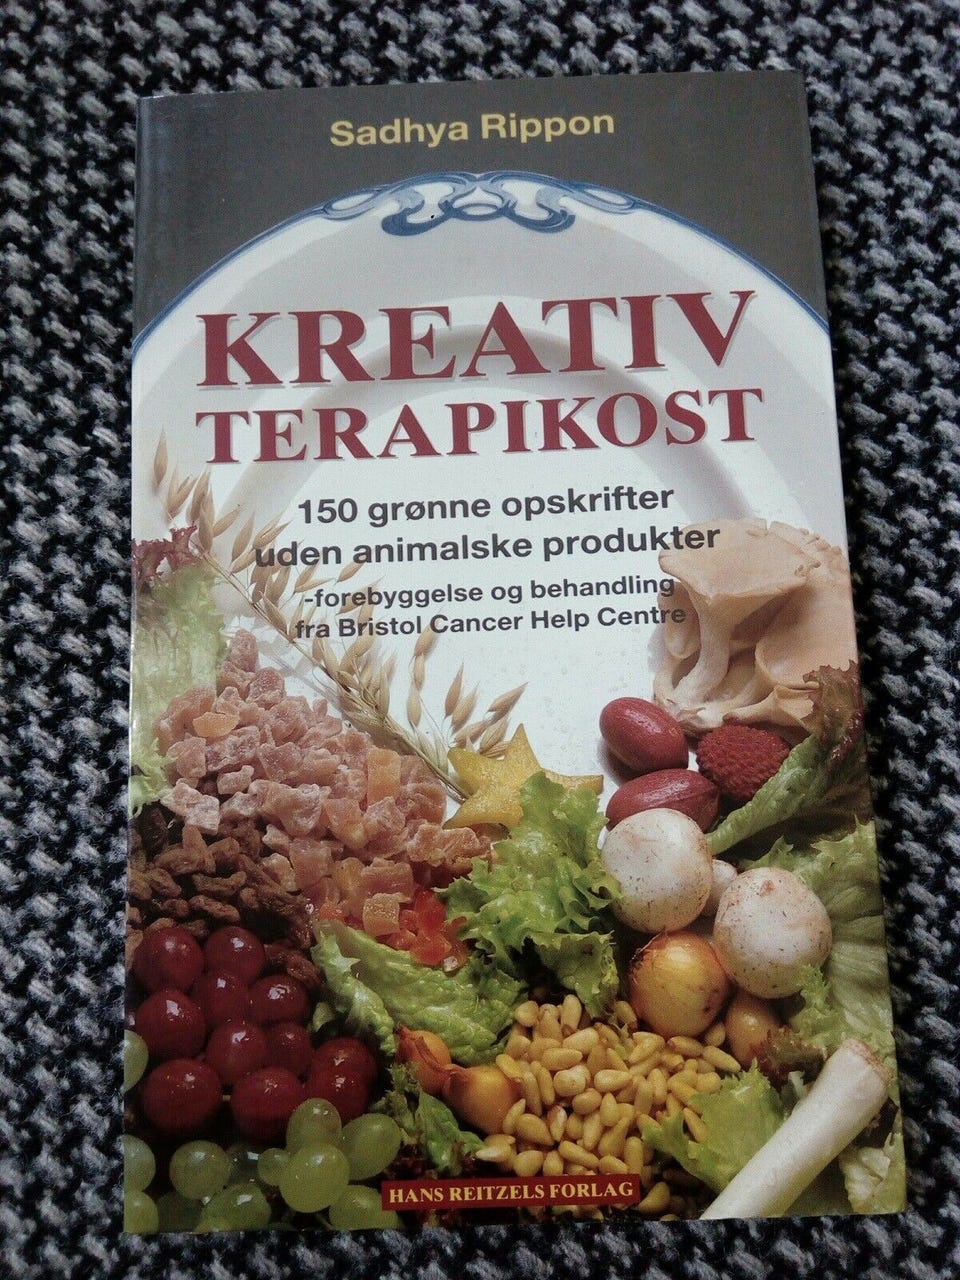 Sadhya Rippon
KREATIV
TERAPIKOST
150 grønne opskrifter
uden animalske produkter
-forebyggelse og behandling
fra Bristol Cancer Help Centre
HANS REITZELS FORLAG